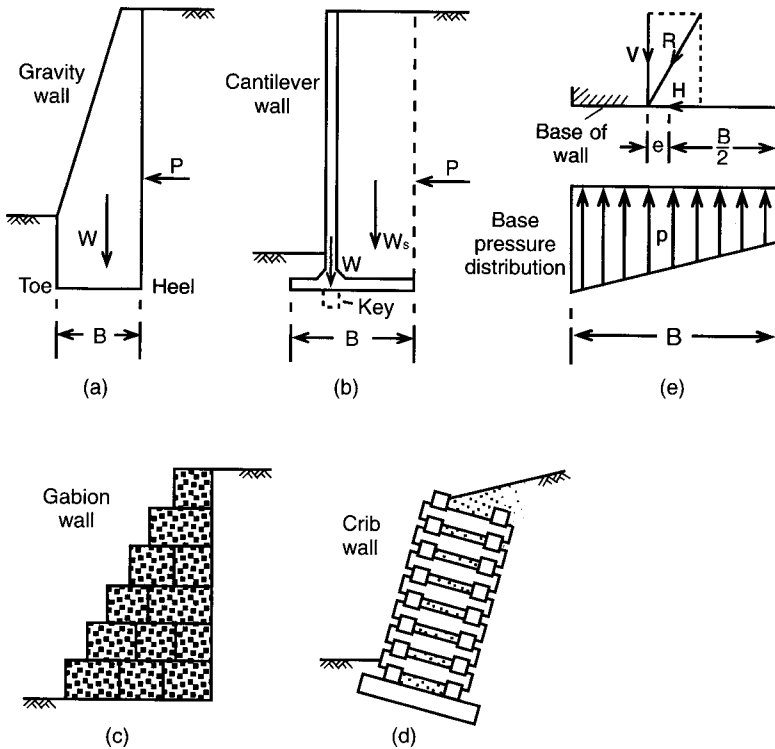 Gravity
wall
P
W
Toe
Heel
B
(a)
Cantilever
wall
P
Ws
W
Key
B
(b)
V
R
H
Base of
wall
e
B/2
Base
pressure
distribution
p
B
(e)
Gabion
wall
(c)
Crib
wall
(d)